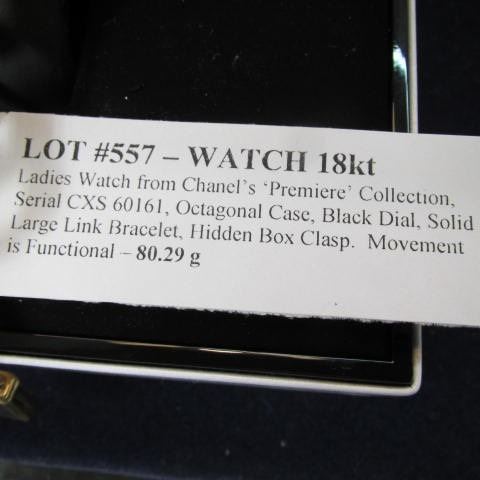 LOT #557 – WATCH 18kt
Ladies Watch from Chanel's 'Premiere' Collection,
Serial CXS 60161, Octagonal Case, Black Dial, Solid
Large Link Bracelet, Hidden Box Clasp. Movement
is Functional – 80.29 g